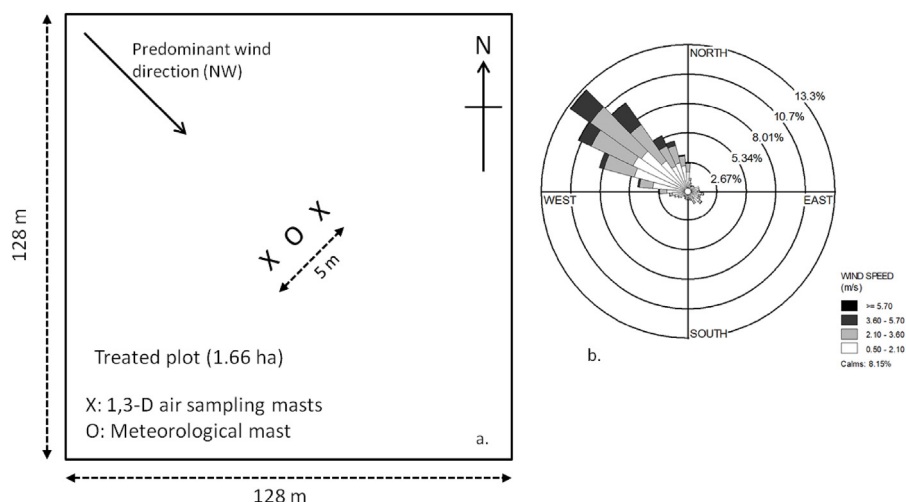 Predominant wind
direction (NW)
N
128 m
X O X
5 m
Treated plot (1.66 ha)
X: 1,3-D air sampling masts
O: Meteorological mast
a.
128 m
NORTH
13.3%
10.7%
8.01%
5.34%
2.67%
WEST
EAST
SOUTH
WIND SPEED
(m/s)
>= 5.70
3.60 - 5.70
2.10 - 3.60
0.50 - 2.10
Calms: 8.15%
b.